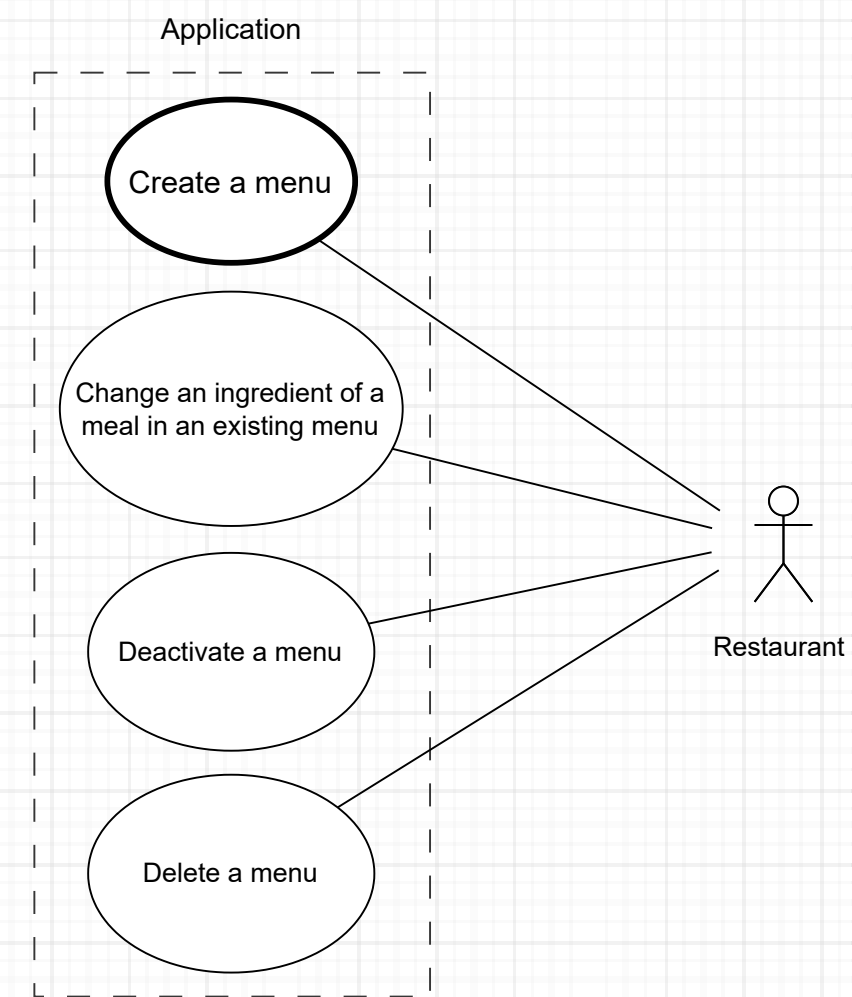 Application
Create a menu
Change an ingredient of a
meal in an existing menu
Deactivate a menu
Restaurant
Delete a menu